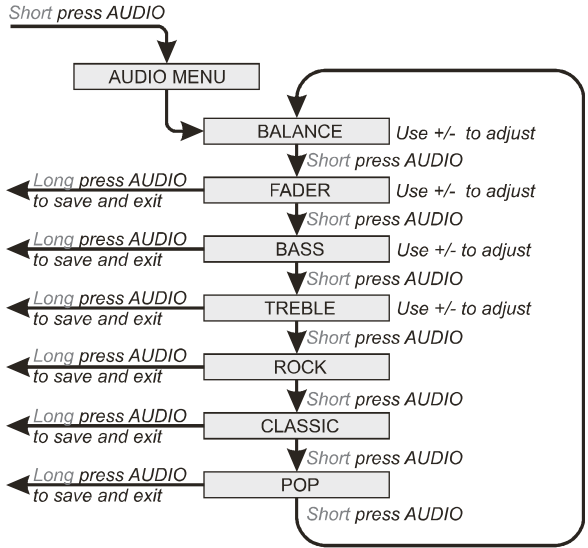 Short press AUDIO
AUDIO MENU
BALANCE
Use +/- to adjust
Short press AUDIO
Long press AUDIO
to save and exit
FADER
Use +/- to adjust
Short press AUDIO
Long press AUDIO
to save and exit
BASS
Use +/- to adjust
Short press AUDIO
Long press AUDIO
to save and exit
TREBLE
Use +/- to adjust
Short press AUDIO
Long press AUDIO
to save and exit
ROCK
Short press AUDIO
Long press AUDIO
to save and exit
CLASSIC
Short press AUDIO
Long press AUDIO
to save and exit
POP
Short press AUDIO